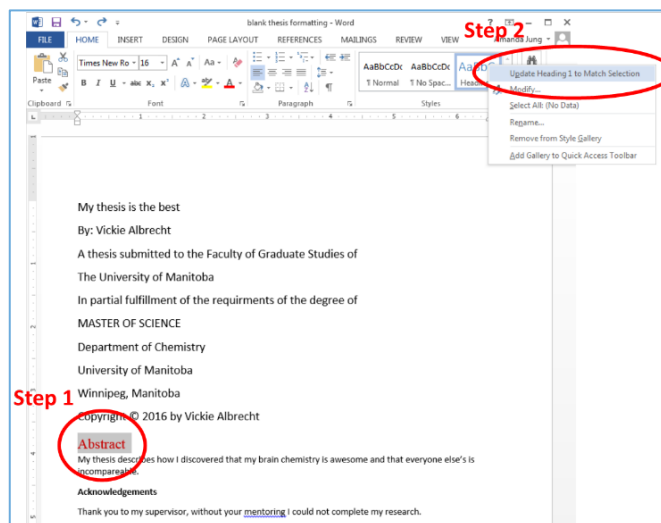 blank thesis formatting - Word
Step 2
FILE HOME INSERT DESIGN PAGE LAYOUT REFERENCES MAILINGS REVIEW VIEW Amanda Jung
Times New Ro 16 Aa
Paste
B I U abc x₂ x²
AaBbCcDc AaBbCcDc
¶ Normal ¶ No Spac...
Clipboard Font Paragraph Styles
Update Heading 1 to Match Selection
Modify...
Select All: (No Data)
Rename...
Remove from Style Gallery
Add Gallery to Quick Access Toolbar
My thesis is the best
By: Vickie Albrecht
A thesis submitted to the Faculty of Graduate Studies of
The University of Manitoba
In partial fulfillment of the requirments of the degree of
MASTER OF SCIENCE
Department of Chemistry
University of Manitoba
Winnipeg, Manitoba
Step 1
Copyright © 2016 by Vickie Albrecht
Abstract
My thesis describes how I discovered that my brain chemistry is awesome and that everyone else's is
incompareable.
Acknowledgements
Thank you to my supervisor, without your mentoring I could not complete my research.